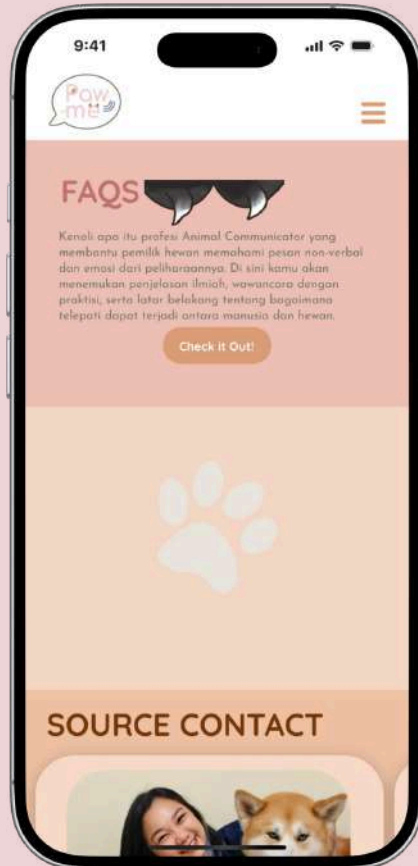 9:41
Paw
-me
FAQS
Kenali apa itu profesi Animal Communicator yang
membantu pemilik hewan memahami pesan non-verbal
dan emosi dari peliharaannya. Di sini kamu akan
menemukan penjelasan ilmiah, wawancara dengan
praktisi, serta latar belakang tentang bagaimana
telepati dapat terjadi antara manusia dan hewan.
Check it Out!
SOURCE CONTACT